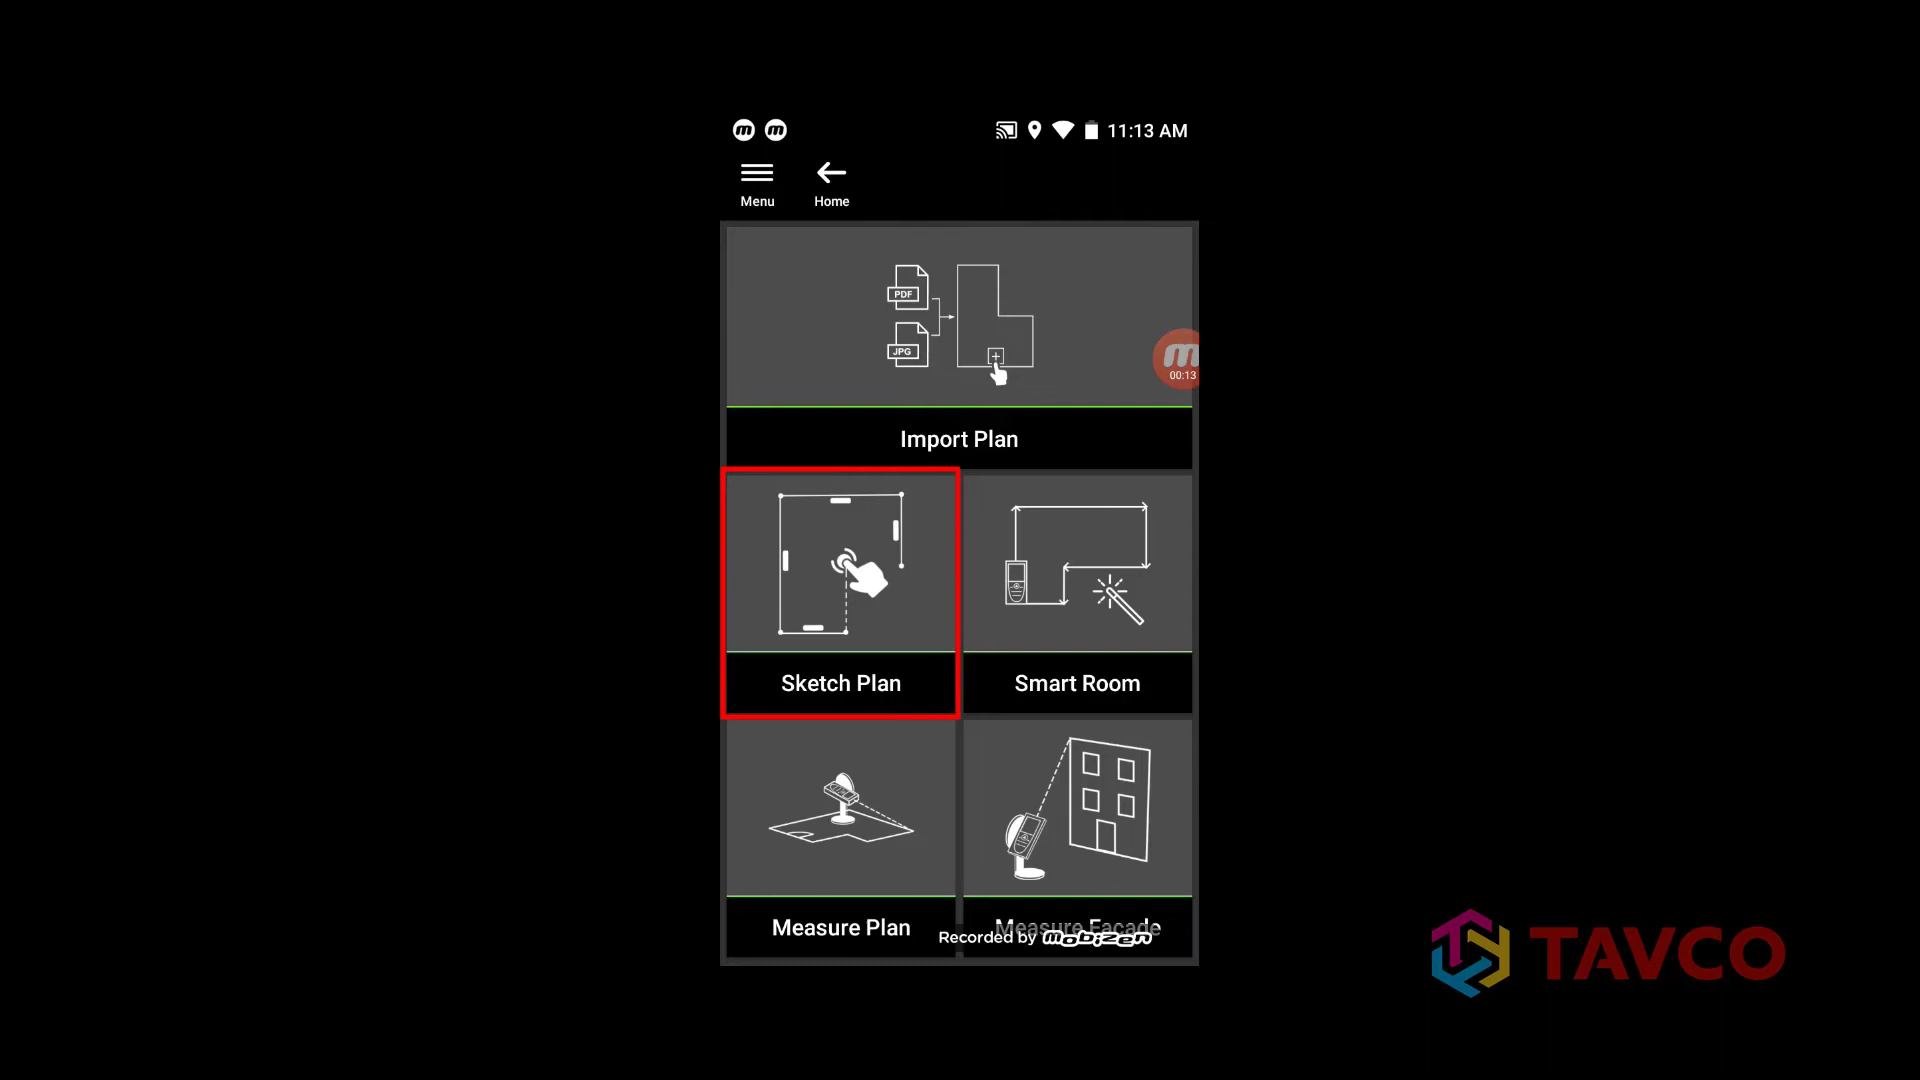 11:13 AM
Menu Home
PDF
JPG
00:13
Import Plan
Sketch Plan
Smart Room
Measure Plan
Measure Facade
Recorded by mobizen
TAVCO